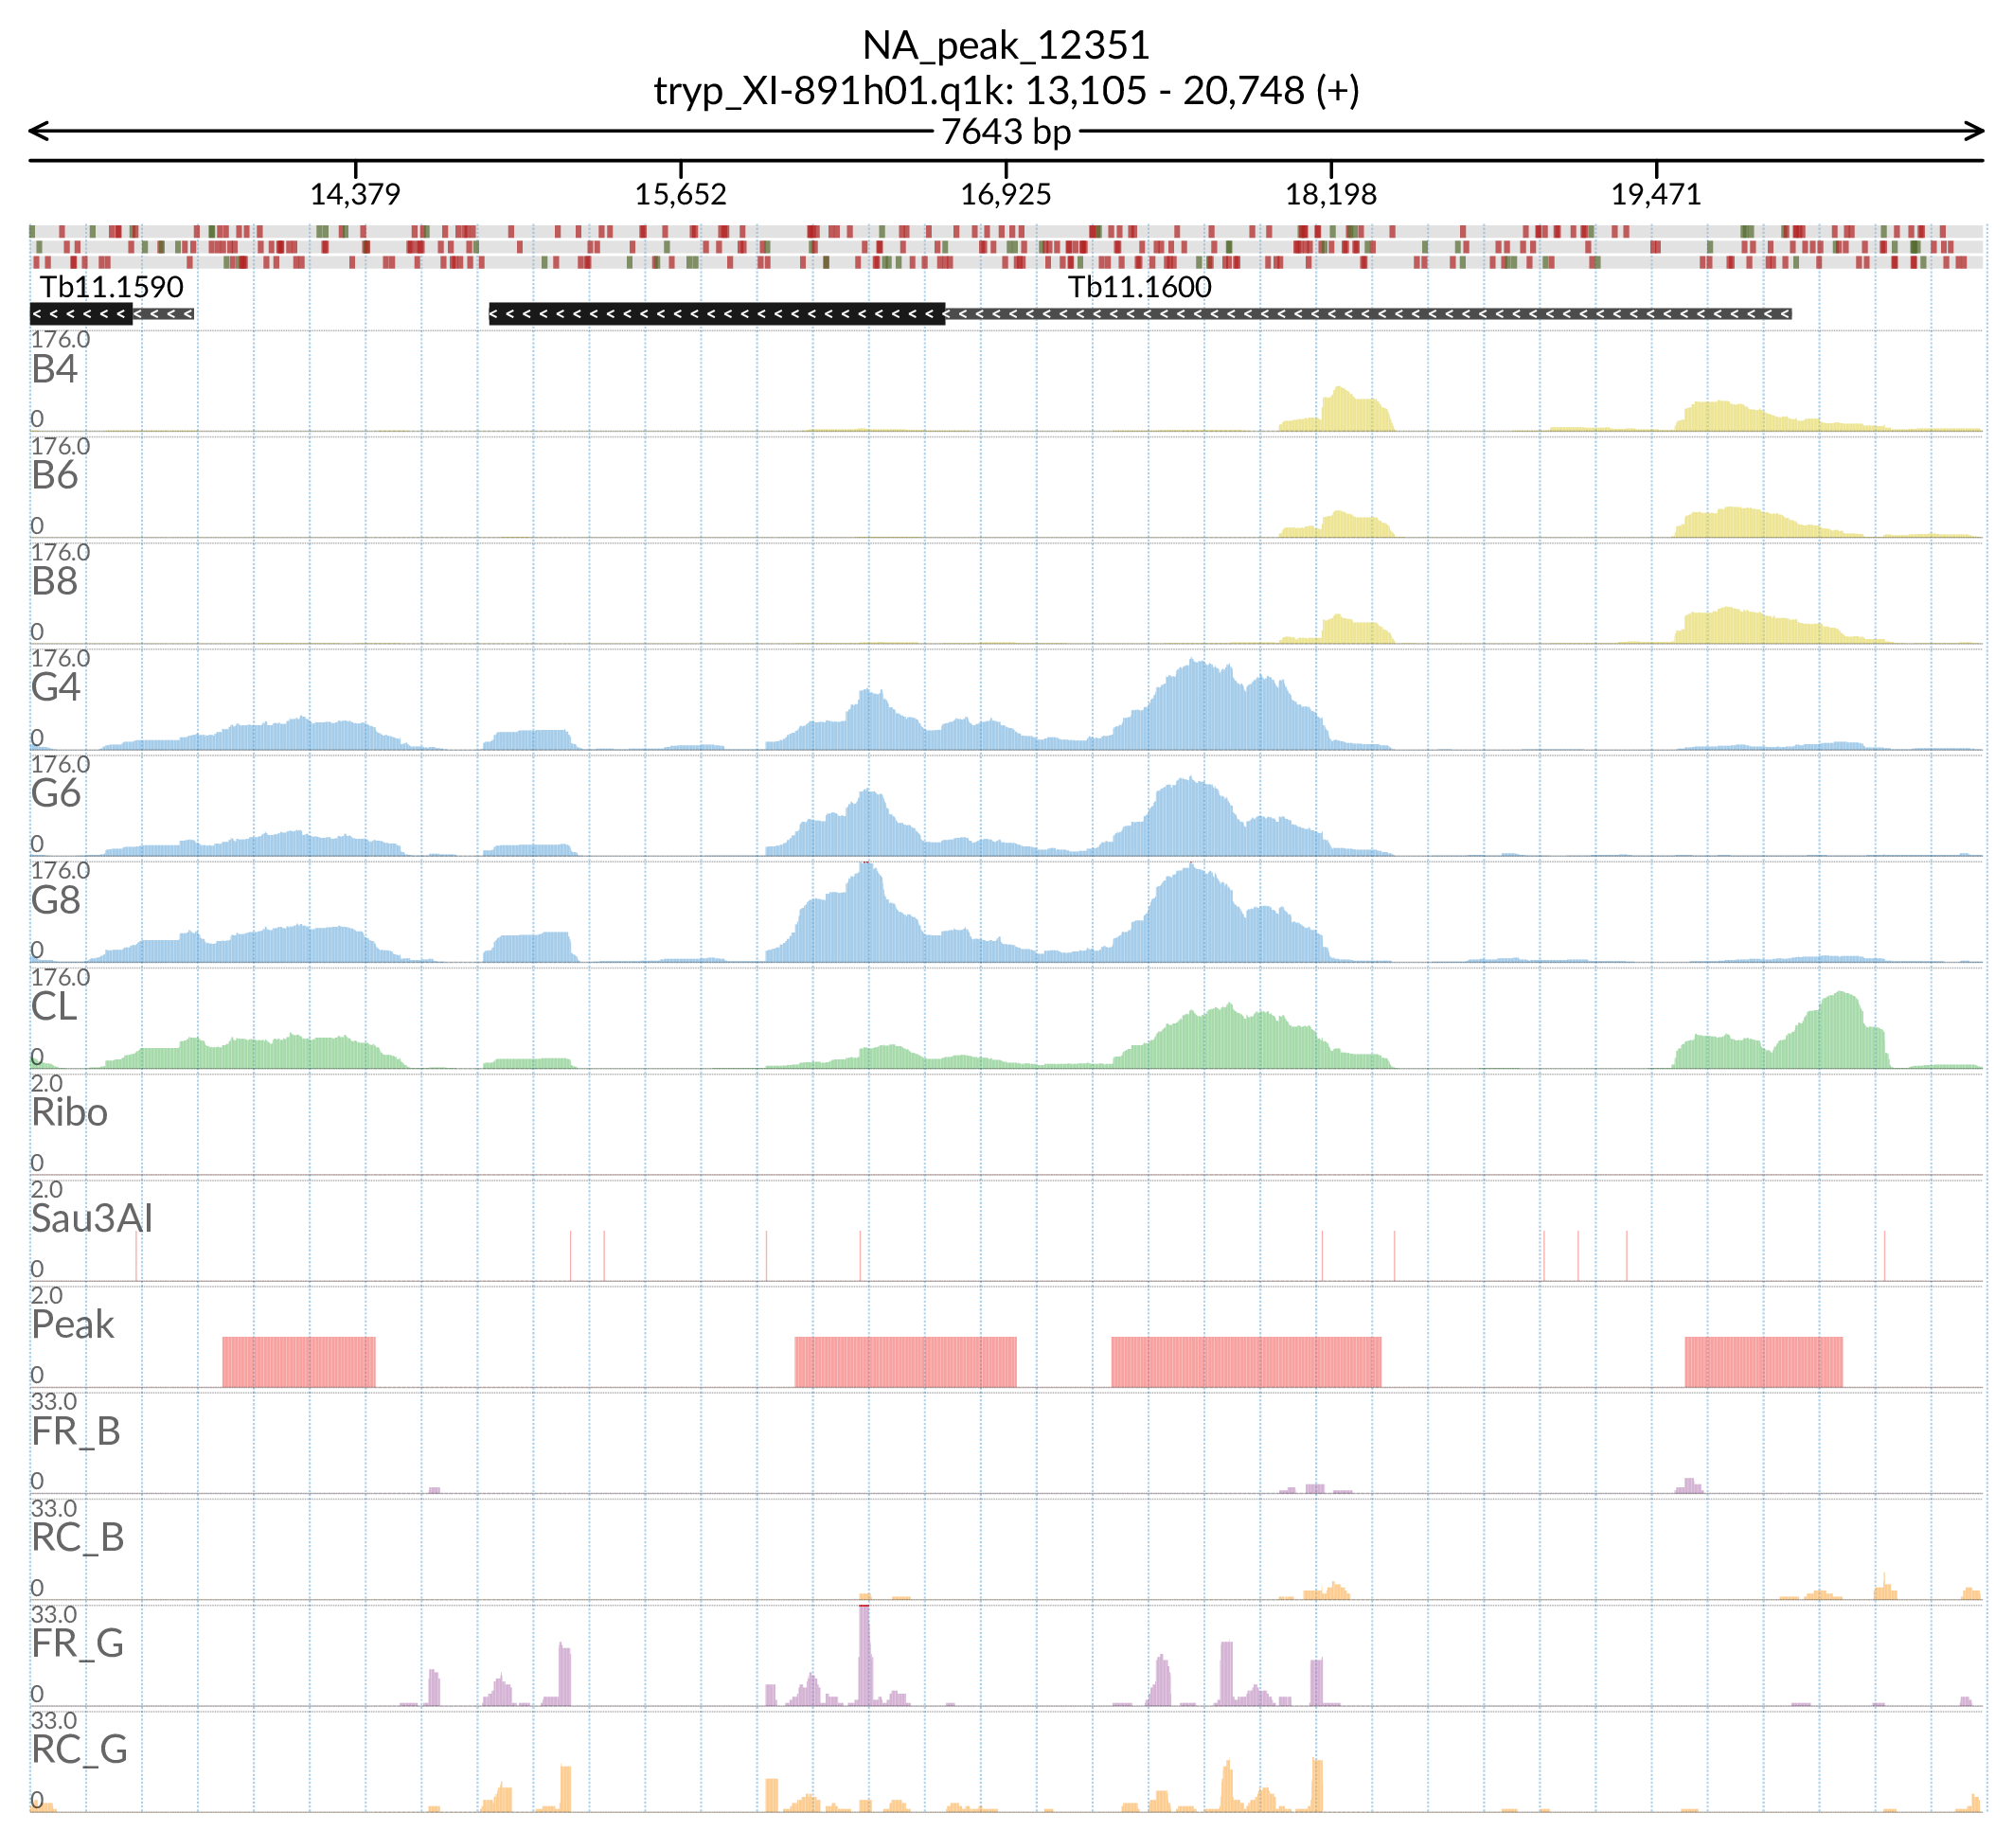 NA_peak_12351
tryp_XI-891h01.q1k: 13,105 - 20,748 (+)
7643 bp
14,379 15,652 16,925 18,198 19,471
Tb11.1590 Tb11.1600
176.0
B4
0
176.0
B6
0
176.0
B8
0
176.0
G4
0
176.0
G6
0
176.0
G8
0
176.0
CL
0
2.0
Ribo
0
2.0
Sau3AI
0
2.0
Peak
0
33.0
FR_B
0
33.0
RC_B
0
33.0
FR_G
0
33.0
RC_G
0